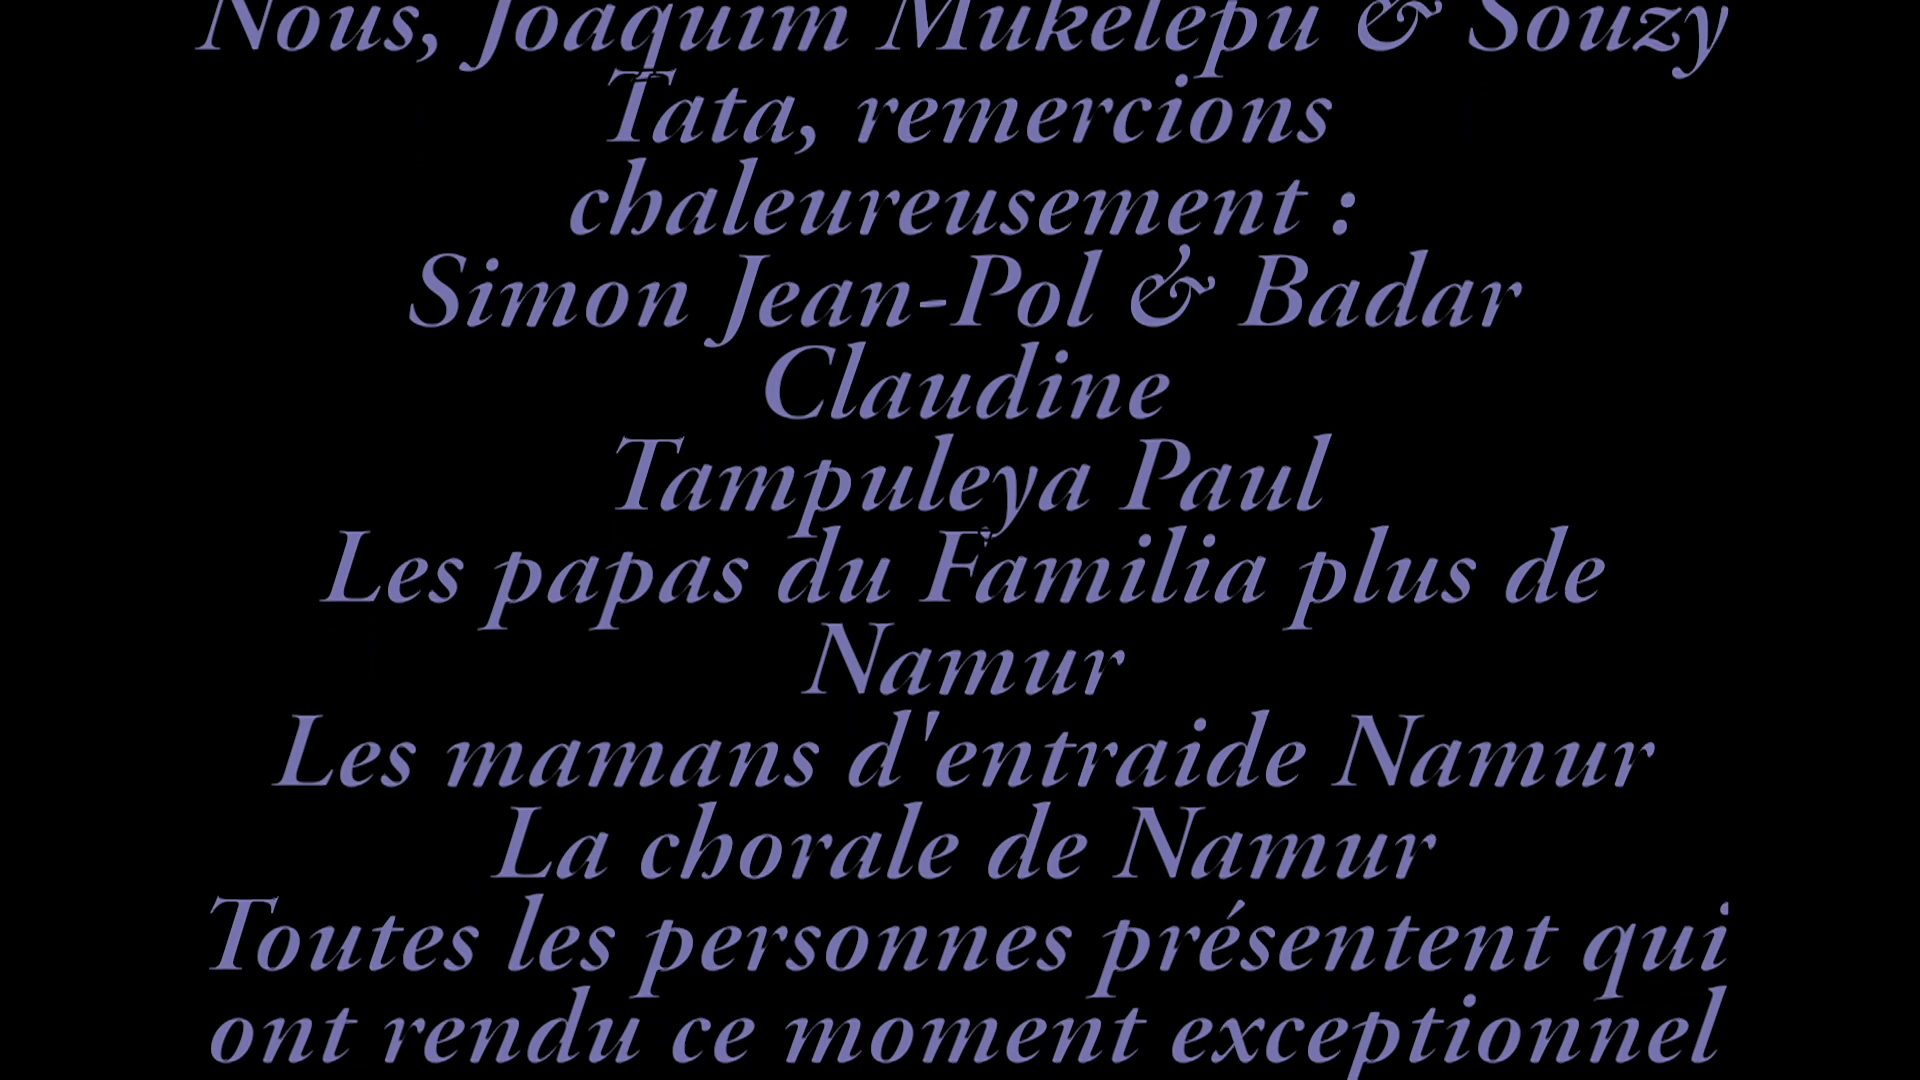 Nous, Joaquim Mukelepu & Souzy
Tata, remercions
chaleureusement :
Simon Jean-Pol & Badar
Claudine
Tampuleya Paul
Les papas du Familia plus de
Namur
Les mamans d'entraide Namur
La chorale de Namur
Toutes les personnes présentent qui
ont rendu ce moment exceptionnel